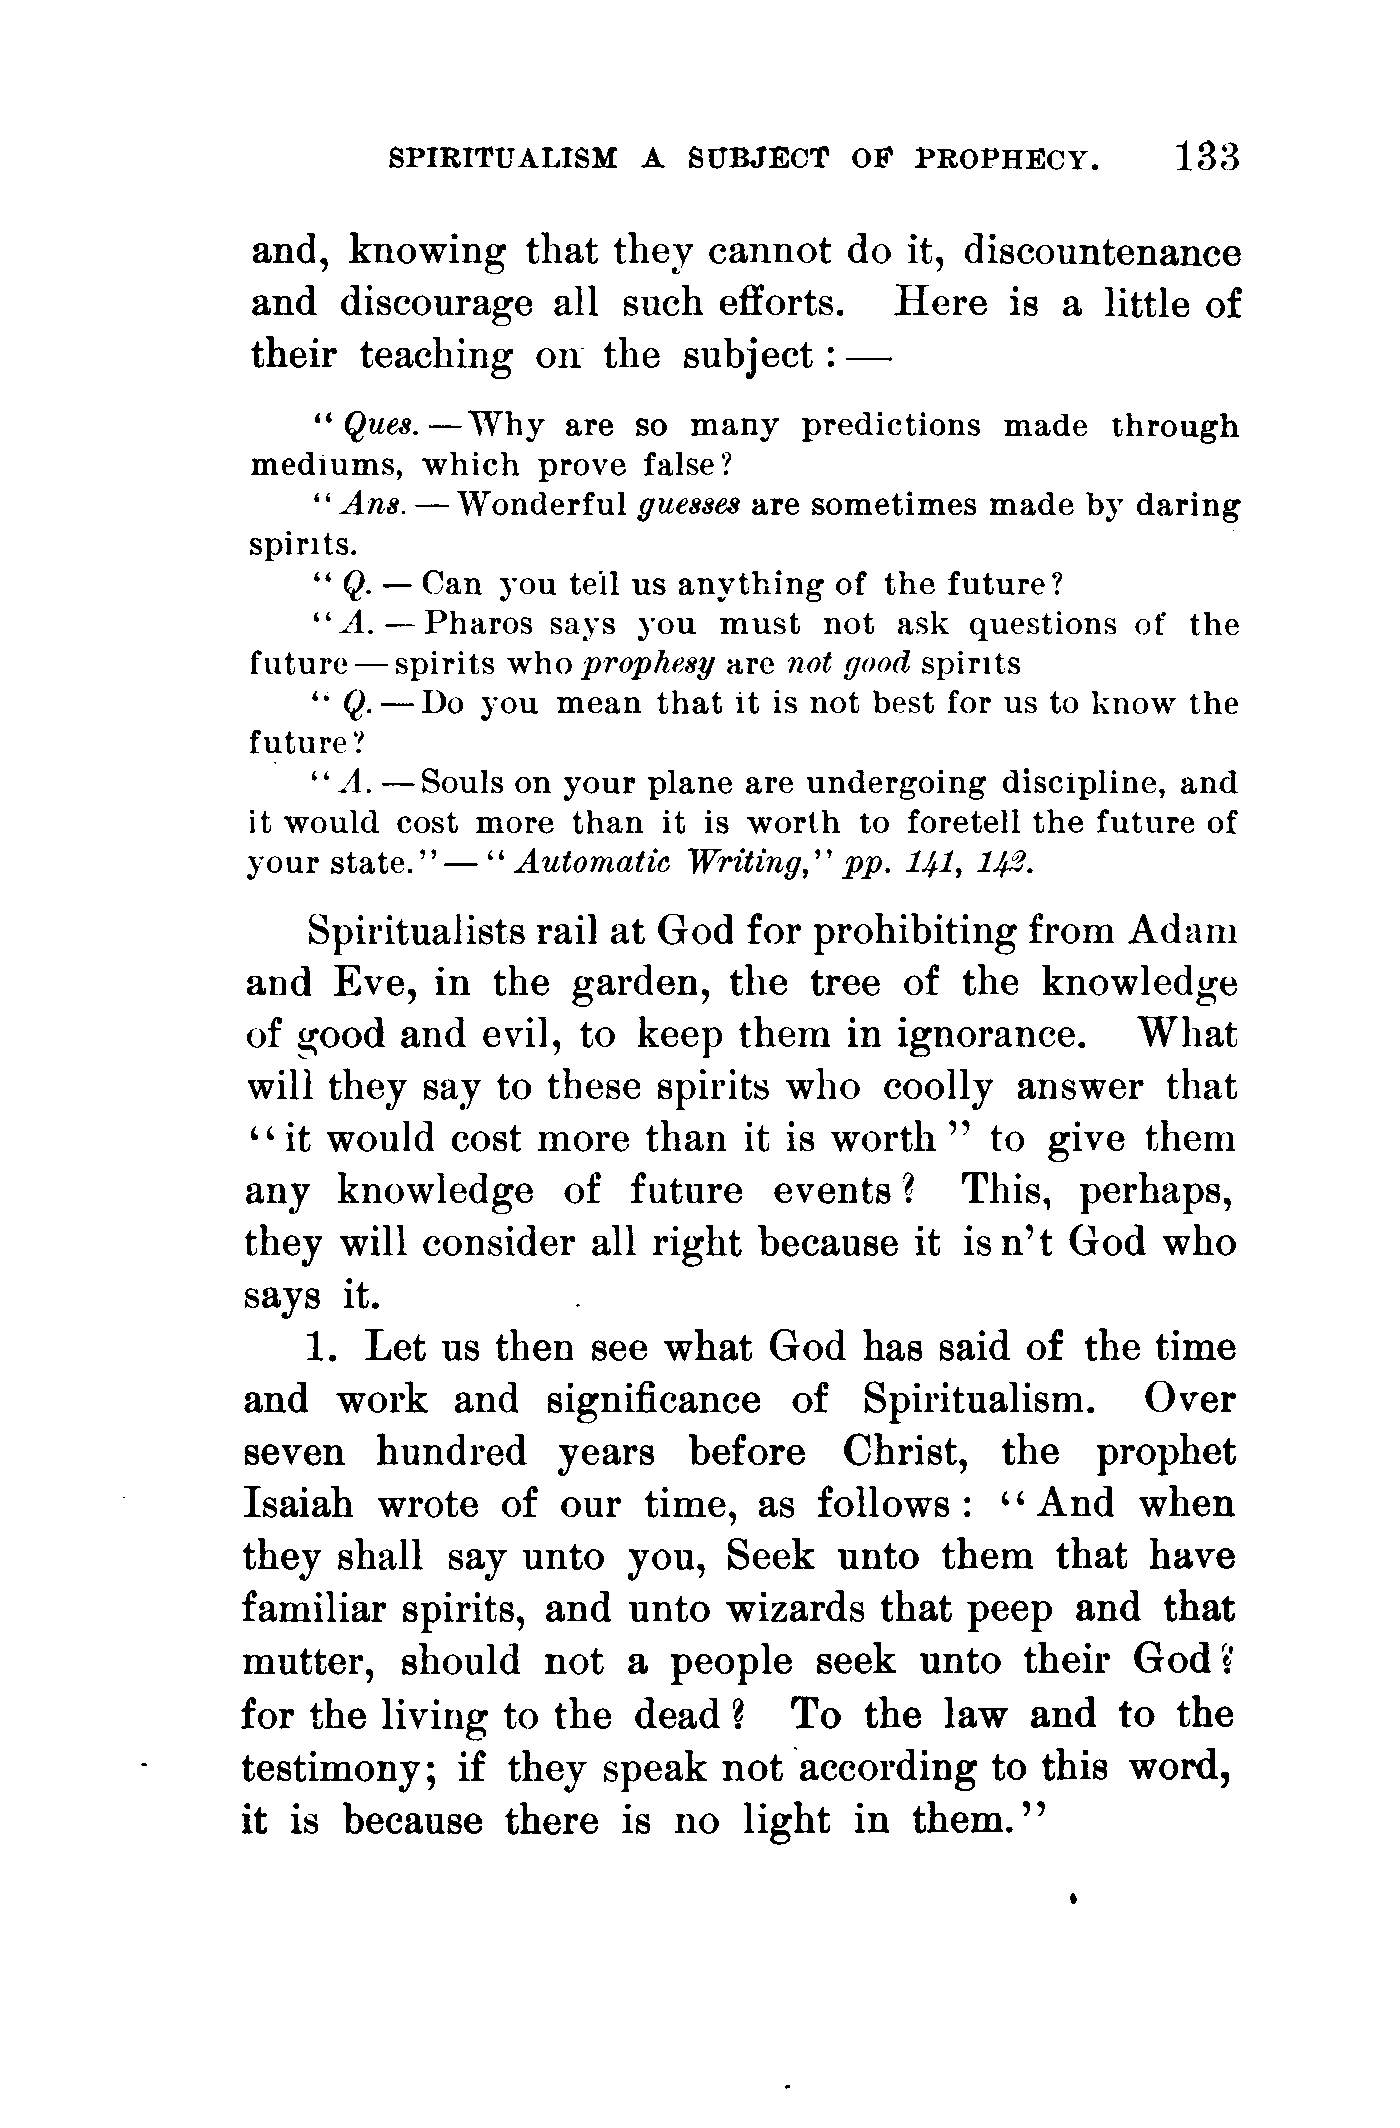 SPIRITUALISM A SUBJECT OF PROPHECY. 133
and, knowing that they cannot do it, discountenance
and discourage all such efforts. Here is a little of
their teaching on the subject : —
"Ques. — Why are so many predictions made through
mediums, which prove false?
"Ans. — Wonderful guesses are sometimes made by daring
spirits.
"Q. — Can you tell us anything of the future?
"A. — Pharos says you must not ask questions of the
future — spirits who prophesy are not good spirits
"Q. — Do you mean that it is not best for us to know the
future?
"A. — Souls on your plane are undergoing discipline, and
it would cost more than it is worth to foretell the future of
your state." — "Automatic Writing," pp. 141, 142.
Spiritualists rail at God for prohibiting from Adam
and Eve, in the garden, the tree of the knowledge
of good and evil, to keep them in ignorance. What
will they say to these spirits who coolly answer that
"it would cost more than it is worth" to give them
any knowledge of future events? This, perhaps,
they will consider all right because it is n't God who
says it.
1. Let us then see what God has said of the time
and work and significance of Spiritualism. Over
seven hundred years before Christ, the prophet
Isaiah wrote of our time, as follows : "And when
they shall say unto you, Seek unto them that have
familiar spirits, and unto wizards that peep and that
mutter, should not a people seek unto their God?
for the living to the dead? To the law and to the
testimony; if they speak not according to this word,
it is because there is no light in them."